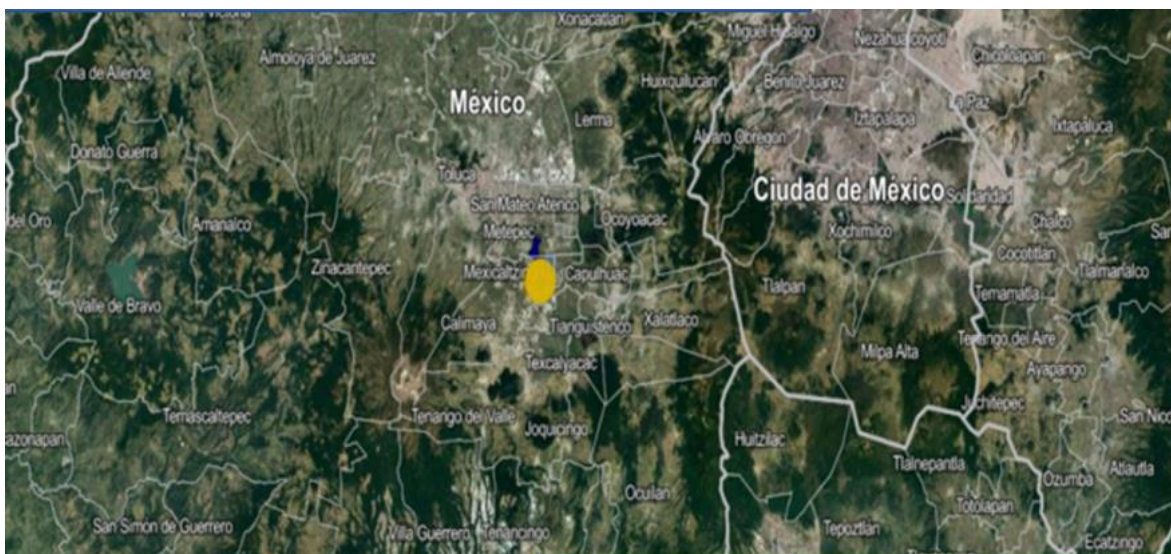 Xonacatlan
Miguel Hidalgo
Nezahualcoyotl
Almoloya de Juarez
Chicoloapan
Villa de Allende
Huixquilucan
Benito Juarez
México
La Paz
Lerma
Iztapalapa
Ixtapaluca
Alvaro Obregon
Donato Guerra
Toluca
Ciudad de México
Solidaridad
San Mateo Atenco
del Oro
Amanalco
Ocoyoacac
Chalco
Metepec
Xochimilco
Cocotitlan
Zinacantepec
Mexicaltzin
Capulhuac
Tlalmanalco
Tlalpan
Valle de Bravo
Temamatla
Calimaya
Tianguistenco
Xalatlaco
Tenango del Aire
Milpa Alta
Texcalyacac
Ayapango
Juchitepec
Temascaltepec
Tenango del Valle
San Nico
Joquicingo
Huitzilac
azonapan
Tlalnepantla
Atlautla
Ozumba
Ocuilan
Totolapan
San Simon de Guerrero
Villa Guerrero
Tenancingo
Tepoztlan
Ecatzingo